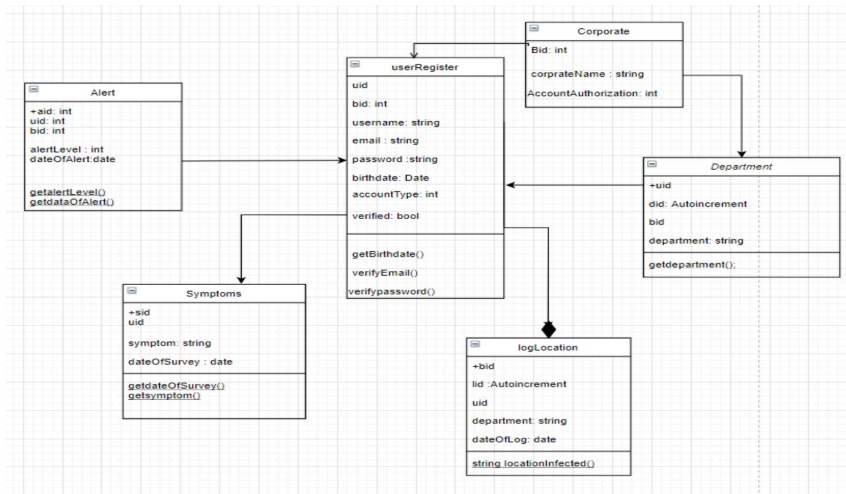 Corporate
Bid: int
corprateName : string
AccountAuthorization: int
userRegister
uid
bid: int
username: string
email : string
password :string
birthdate: Date
accountType: int
verified: bool
getBirthdate()
verifyEmail()
verifypassword()
Alert
+aid: int
uid: int
bid: int
alertLevel : int
dateOfAlert:date
getalertLevel()
getdataOfAlert()
Department
+uid
did: Autoincrement
bid
department: string
getdepartment();
Symptoms
+sid
uid
symptom: string
dateOfSurvey : date
getdateOfSurvey()
getsymptom()
logLocation
+bid
lid :Autoincrement
uid
department: string
dateOfLog: date
string locationInfected()